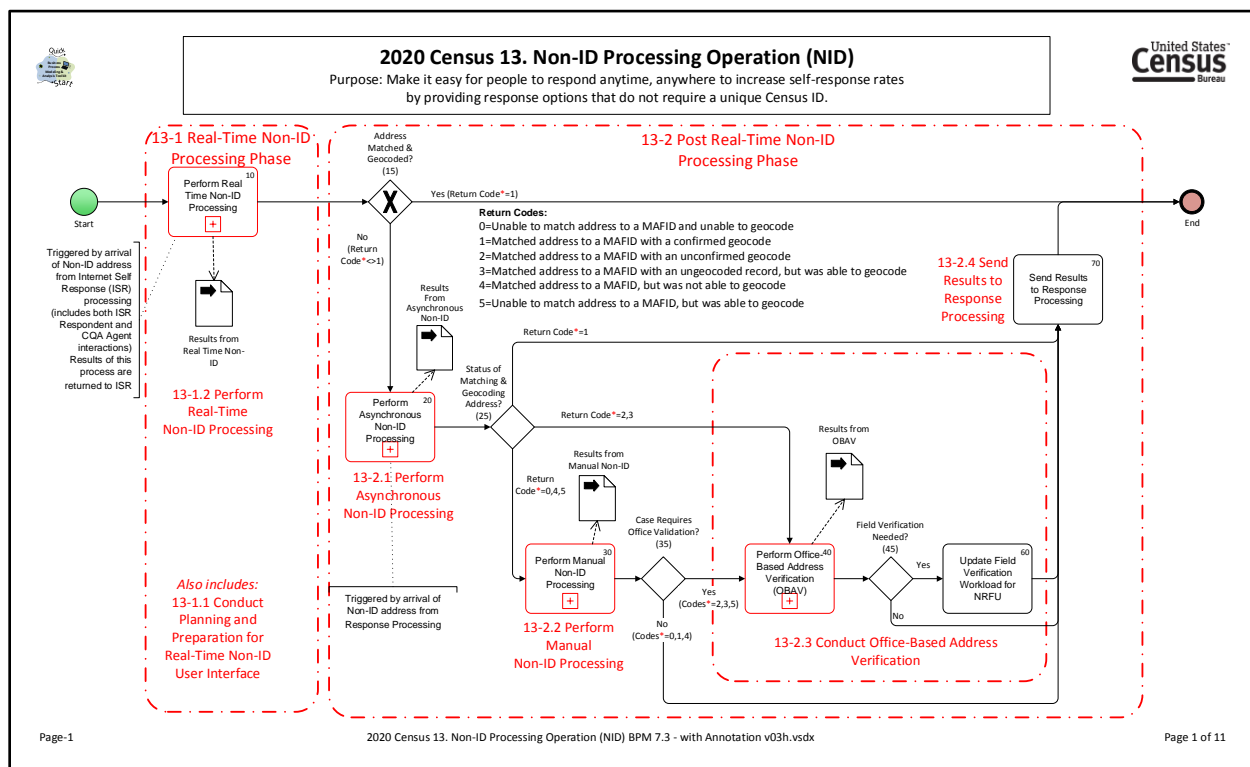 Quick
Business
Process
Modeling &
Analysis Toolkit
Start
2020 Census 13. Non-ID Processing Operation (NID)
Purpose: Make it easy for people to respond anytime, anywhere to increase self-response rates
by providing response options that do not require a unique Census ID.
United States™
Census
Bureau
13-1 Real-Time Non-ID
Processing Phase
Address
Matched &
Geocoded?
(15)
13-2 Post Real-Time Non-ID
Processing Phase
10
Perform Real
Time Non-ID
Processing
Start
X
Yes (Return Code*=1)
End
No
(Return
Code*<>1)
Return Codes:
0=Unable to match address to a MAFID and unable to geocode
1=Matched address to a MAFID with a confirmed geocode
2=Matched address to a MAFID with an unconfirmed geocode
3=Matched address to a MAFID with an ungeocoded record, but was able to geocode
4=Matched address to a MAFID, but was not able to geocode
5=Unable to match address to a MAFID, but was able to geocode
Triggered by arrival
of Non-ID address
from Internet Self
Response (ISR)
processing
(includes both ISR
Respondent and
CQA Agent
interactions)
Results of this
process are
returned to ISR
Results from
Real Time Non-
ID
Results
From
Asynchronous
Non-ID
13-2.4 Send
Results to
Response
Processing
70
Send Results
to Response
Processing
Return Code*=1
13-1.2 Perform
Real-Time
Non-ID Processing
20
Perform
Asynchronous
Non-ID
Processing
Status of
Matching &
Geocoding
Address?
(25)
Return Code*=2,3
13-2.1 Perform
Asynchronous
Non-ID Processing
Return
Code*=0,4,5
Results from
Manual Non-ID
Results from
OBAV
Case Requires
Office Validation?
(35)
Field Verification
Needed?
(45)
30
Perform Manual
Non-ID
Processing
40
Perform Office-
Based Address
Verification
(OBAV)
60
Update Field
Verification
Workload for
NRFU
Yes
Yes
(Codes*=2,3,5)
No
No
(Codes*=0,1,4)
Triggered by arrival of
Non-ID address from
Response Processing
13-2.2 Perform
Manual
Non-ID Processing
13-2.3 Conduct Office-Based Address
Verification
Also includes:
13-1.1 Conduct
Planning and
Preparation for
Real-Time Non-ID
User Interface
Page-1
2020 Census 13. Non-ID Processing Operation (NID) BPM 7.3 - with Annotation v03h.vsdx
Page 1 of 11